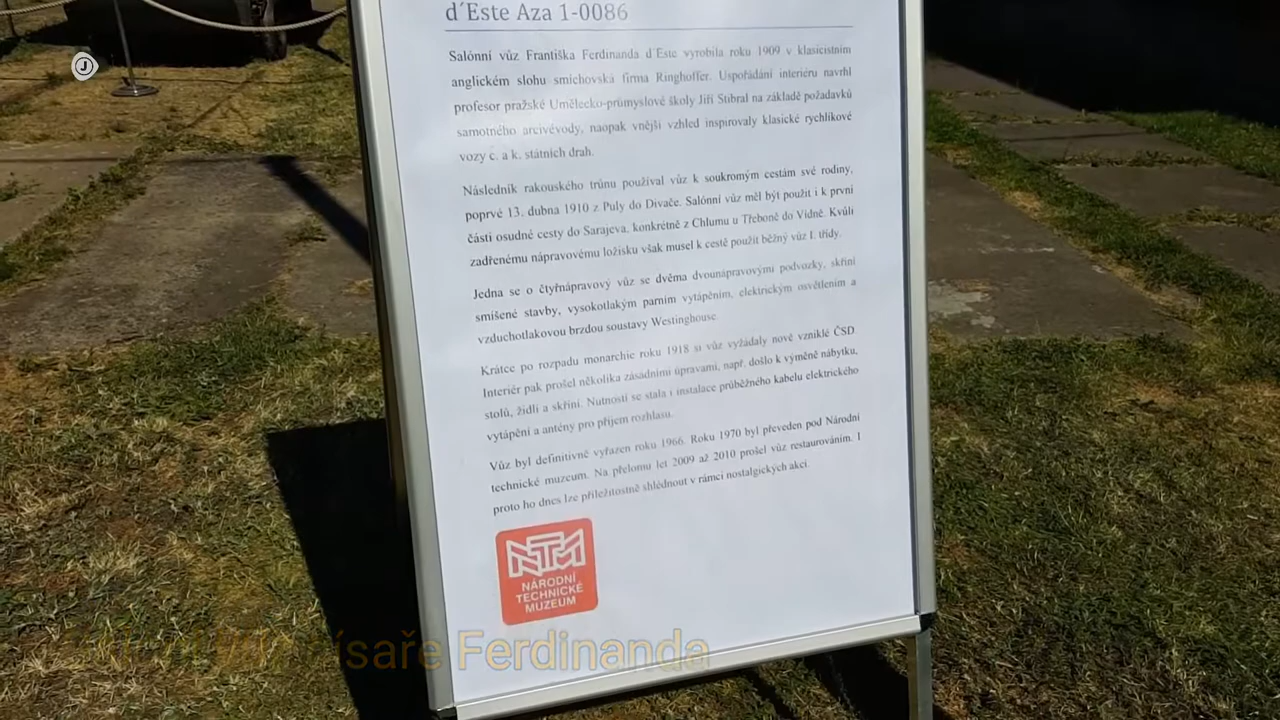 d´Este Aza 1-0086
Salónní vůz Františka Ferdinanda d´Este vyrobila roku 1909 v klasicistním
anglickém slohu smíchovská firma Ringhoffer. Uspořádání interiéru navrhl
profesor pražské Umělecko-průmyslové školy Jiří Stibral na základě požadavků
samotného arcivévody, naopak vnější vzhled inspirovaly klasické rychlíkové
vozy c. a k. státních drah.
Následník rakouského trůnu používal vůz k soukromým cestám své rodiny,
poprvé 13. dubna 1910 z Puly do Divače. Salónní vůz měl být použit i k první
části osudné cesty do Sarajeva, konkrétně z Chlumu u Třeboně do Vídně. Kvůli
zadřenému nápravovému ložisku však musel k cestě použít běžný vůz I. třídy.
Jedna se o čtyřnápravový vůz se dvěma dvounápravovými podvozky, skříní
smíšené stavby, vysokotlakým parním vytápěním, elektrickým osvětlením a
vzduchotlakovou brzdou soustavy Westinghouse.
Krátce po rozpadu monarchie roku 1918 si vůz vyžádaly nově vzniklé ČSD.
Interiér pak prošel několika zásadními úpravami, např. došlo k výměně nábytku,
stolů, židlí a skříní. Nutností se stala i instalace průběžného kabelu elektrického
vytápění a antény pro příjem rozhlasu.
Vůz byl definitivně vyřazen roku 1966. Roku 1970 byl převeden pod Národní
technické muzeum. Na přelomu let 2009 až 2010 prošel vůz restaurováním. I
proto ho dnes lze příležitostně shlédnout v rámci nostalgických akcí.
NTM
NÁRODNÍ
TECHNICKÉ
MUZEUM
císaře Ferdinanda
J